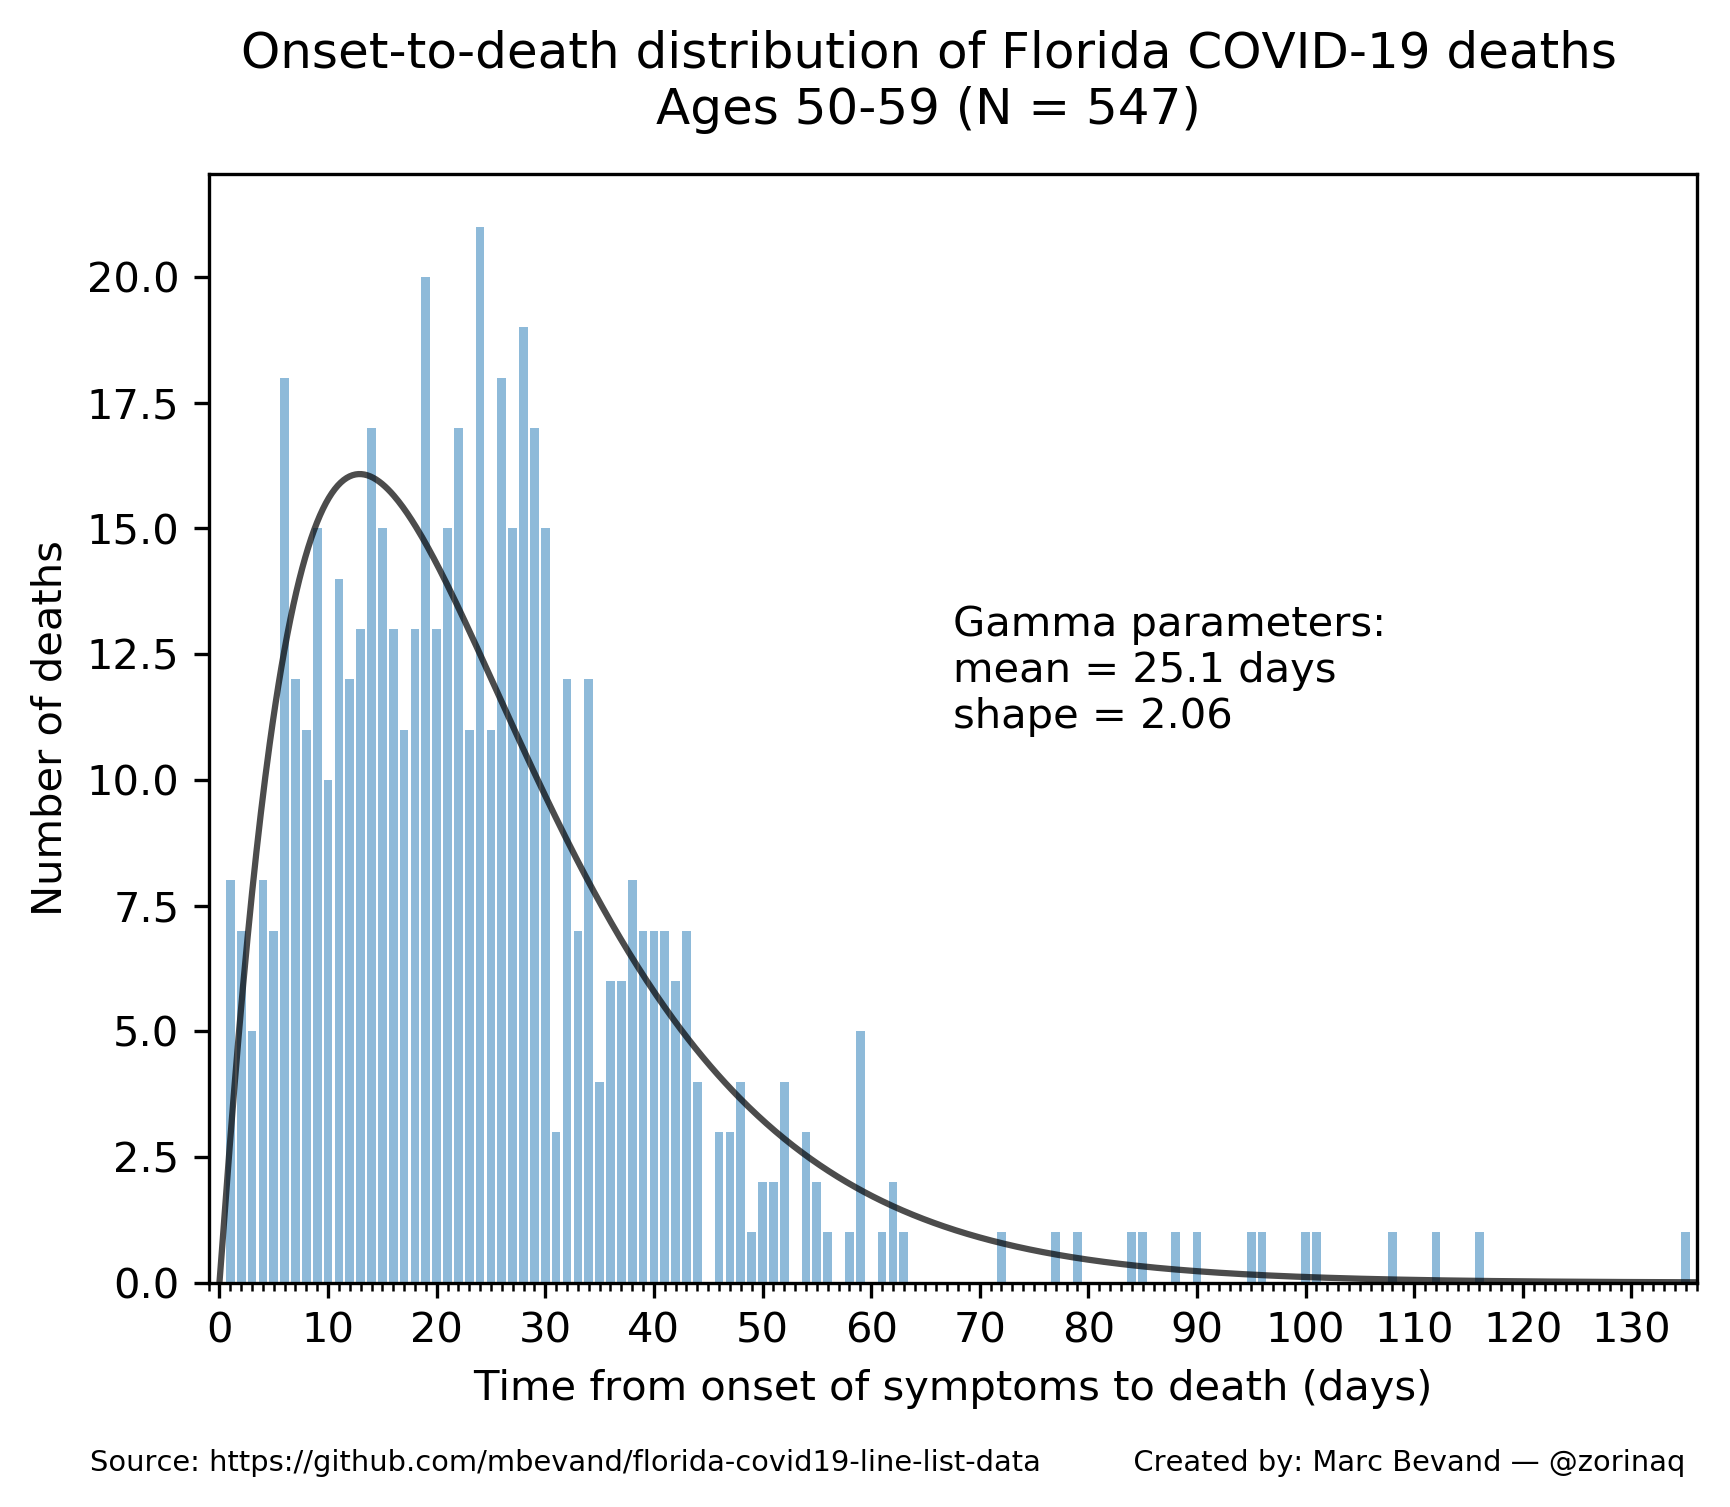 Onset-to-death distribution of Florida COVID-19 deaths
Ages 50-59 (N = 547)
20.0
17.5
15.0
12.5
10.0
7.5
5.0
2.5
0.0
Number of deaths
Gamma parameters:
mean = 25.1 days
shape = 2.06
0 10 20 30 40 50 60 70 80 90 100 110 120 130
Time from onset of symptoms to death (days)
Source: https://github.com/mbevand/florida-covid19-line-list-data Created by: Marc Bevand — @zorinaq